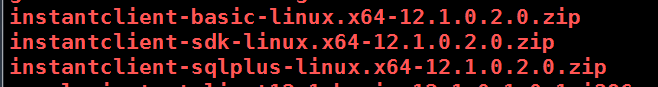 instantclient-basic-linux.x64-12.1.0.2.0.zip
instantclient-sdk-linux.x64-12.1.0.2.0.zip
instantclient-sqlplus-linux.x64-12.1.0.2.0.zip